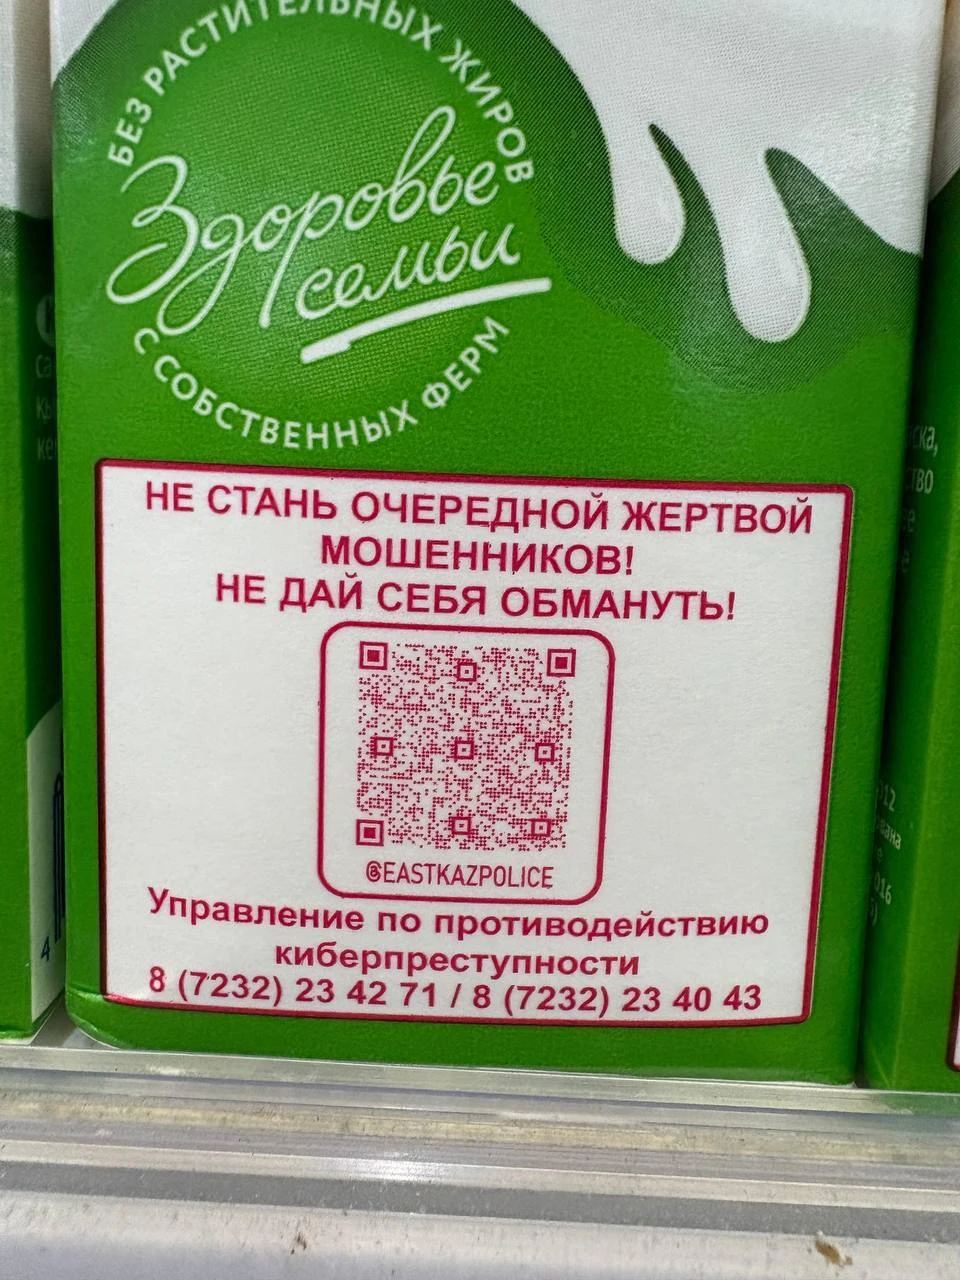 БЕЗ РАСТИТЕЛЬНЫХ ЖИРОВ
Здоровье
семьи
С СОБСТВЕННЫХ ФЕРМ
НЕ СТАНЬ ОЧЕРЕДНОЙ ЖЕРТВОЙ
МОШЕННИКОВ!
НЕ ДАЙ СЕБЯ ОБМАНУТЬ!
@EASTKAZPOLICE
Управление по противодействию
киберпреступности
8 (7232) 23 42 71 / 8 (7232) 23 40 43
4